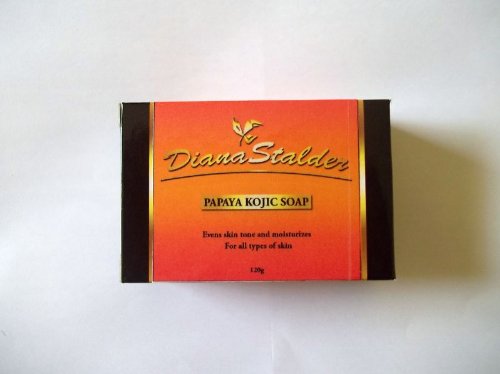 Diana Stalder
PAPAYA KOJIC SOAP
Evens skin tone and moisturizes
For all types of skin
120g